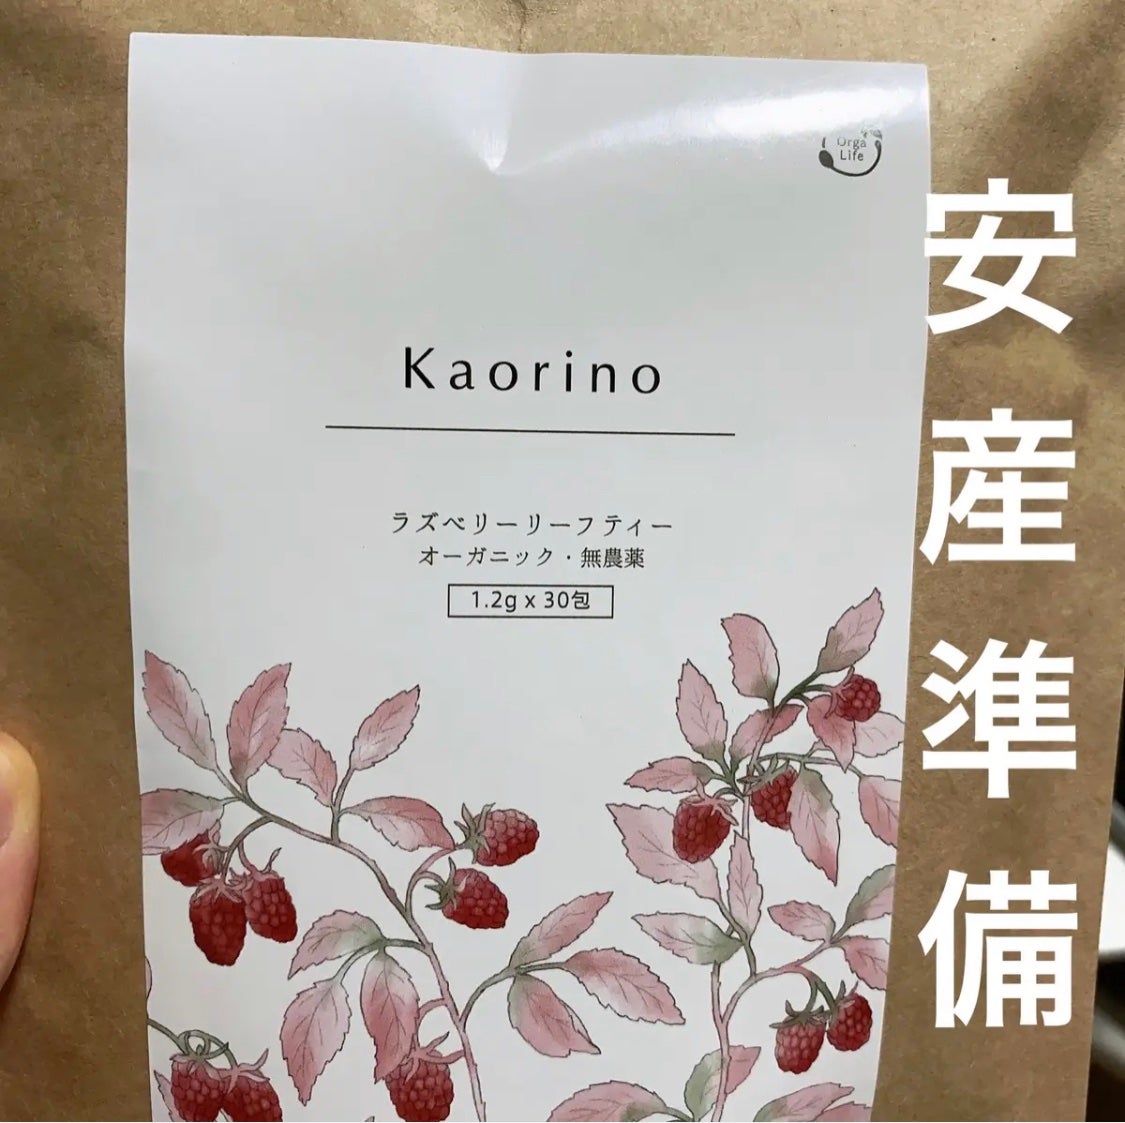 Orga
Life
Kaorino
ラズベリーリーフティー
オーガニック・無農薬
1.2g x 30包
安産準備